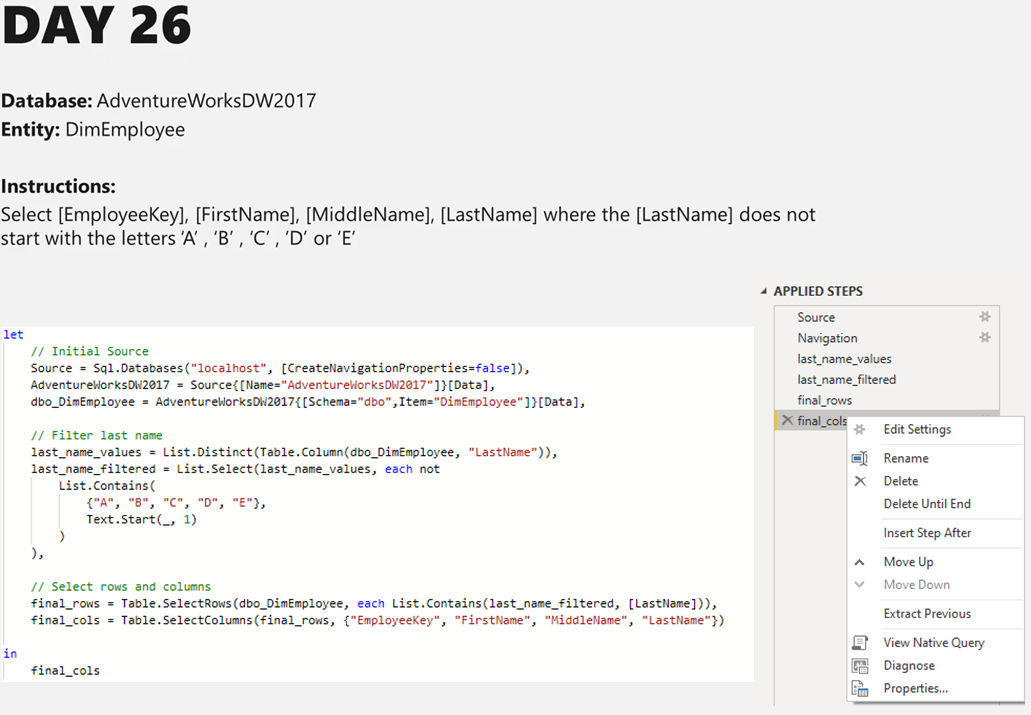 DAY 26
Database: AdventureWorksDW2017
Entity: DimEmployee
Instructions:
Select [EmployeeKey], [FirstName], [MiddleName], [LastName] where the [LastName] does not
start with the letters ‘A’ , ‘B’ , ‘C’ , ‘D’ or ‘E’
let
// Initial Source
Source = Sql.Databases("localhost", [CreateNavigationProperties=false]),
AdventureWorksDW2017 = Source{[Name="AdventureWorksDW2017"]}[Data],
dbo_DimEmployee = AdventureWorksDW2017{[Schema="dbo",Item="DimEmployee"]}[Data],
// Filter last name
last_name_values = List.Distinct(Table.Column(dbo_DimEmployee, "LastName")),
last_name_filtered = List.Select(last_name_values, each not
List.Contains(
{"A", "B", "C", "D", "E"},
Text.Start(_, 1)
)
),
// Select rows and columns
final_rows = Table.SelectRows(dbo_DimEmployee, each List.Contains(last_name_filtered, [LastName])),
final_cols = Table.SelectColumns(final_rows, {"EmployeeKey", "FirstName", "MiddleName", "LastName"})
in
final_cols
APPLIED STEPS
Source
Navigation
last_name_values
last_name_filtered
final_rows
final_cols
Edit Settings
Rename
Delete
Delete Until End
Insert Step After
Move Up
Move Down
Extract Previous
View Native Query
Diagnose
Properties...